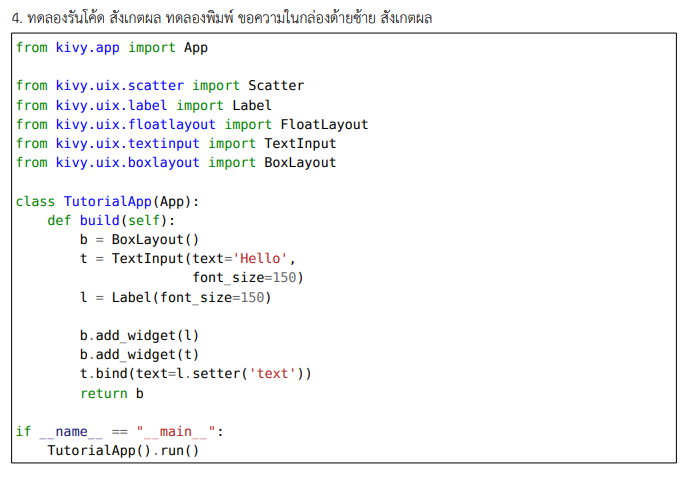 4. ทดลองรันโค้ด สังเกตผล ทดลองพิมพ์ ขอความในกล่องด้ายซ้าย สังเกตผล
from kivy.app import App
from kivy.uix.scatter import Scatter
from kivy.uix.label import Label
from kivy.uix.floatlayout import FloatLayout
from kivy.uix.textinput import TextInput
from kivy.uix.boxlayout import BoxLayout
class TutorialApp(App):
    def build(self):
        b = BoxLayout()
        t = TextInput(text='Hello',
                      font_size=150)
        l = Label(font_size=150)
        b.add_widget(l)
        b.add_widget(t)
        t.bind(text=l.setter('text'))
        return b
if __name__ == "__main__":
    TutorialApp().run()